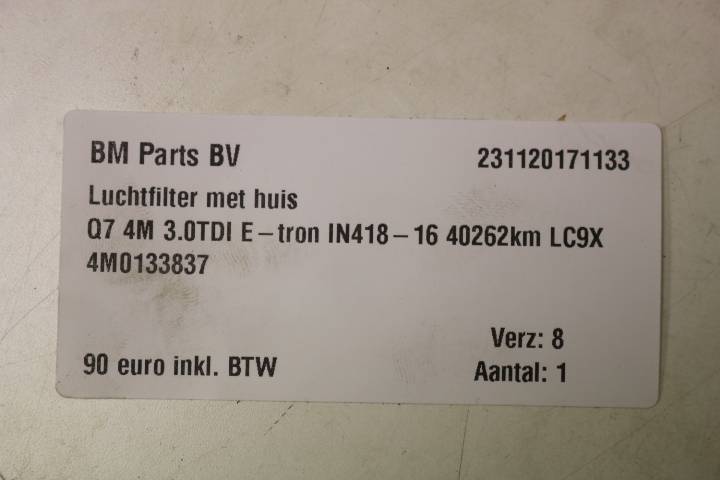 BM Parts BV 231120171133
Luchtfilter met huis
Q7 4M 3.0TDI E-tron IN418-16 40262km LC9X
4M0133837
Verz: 8
90 euro inkl. BTW Aantal: 1